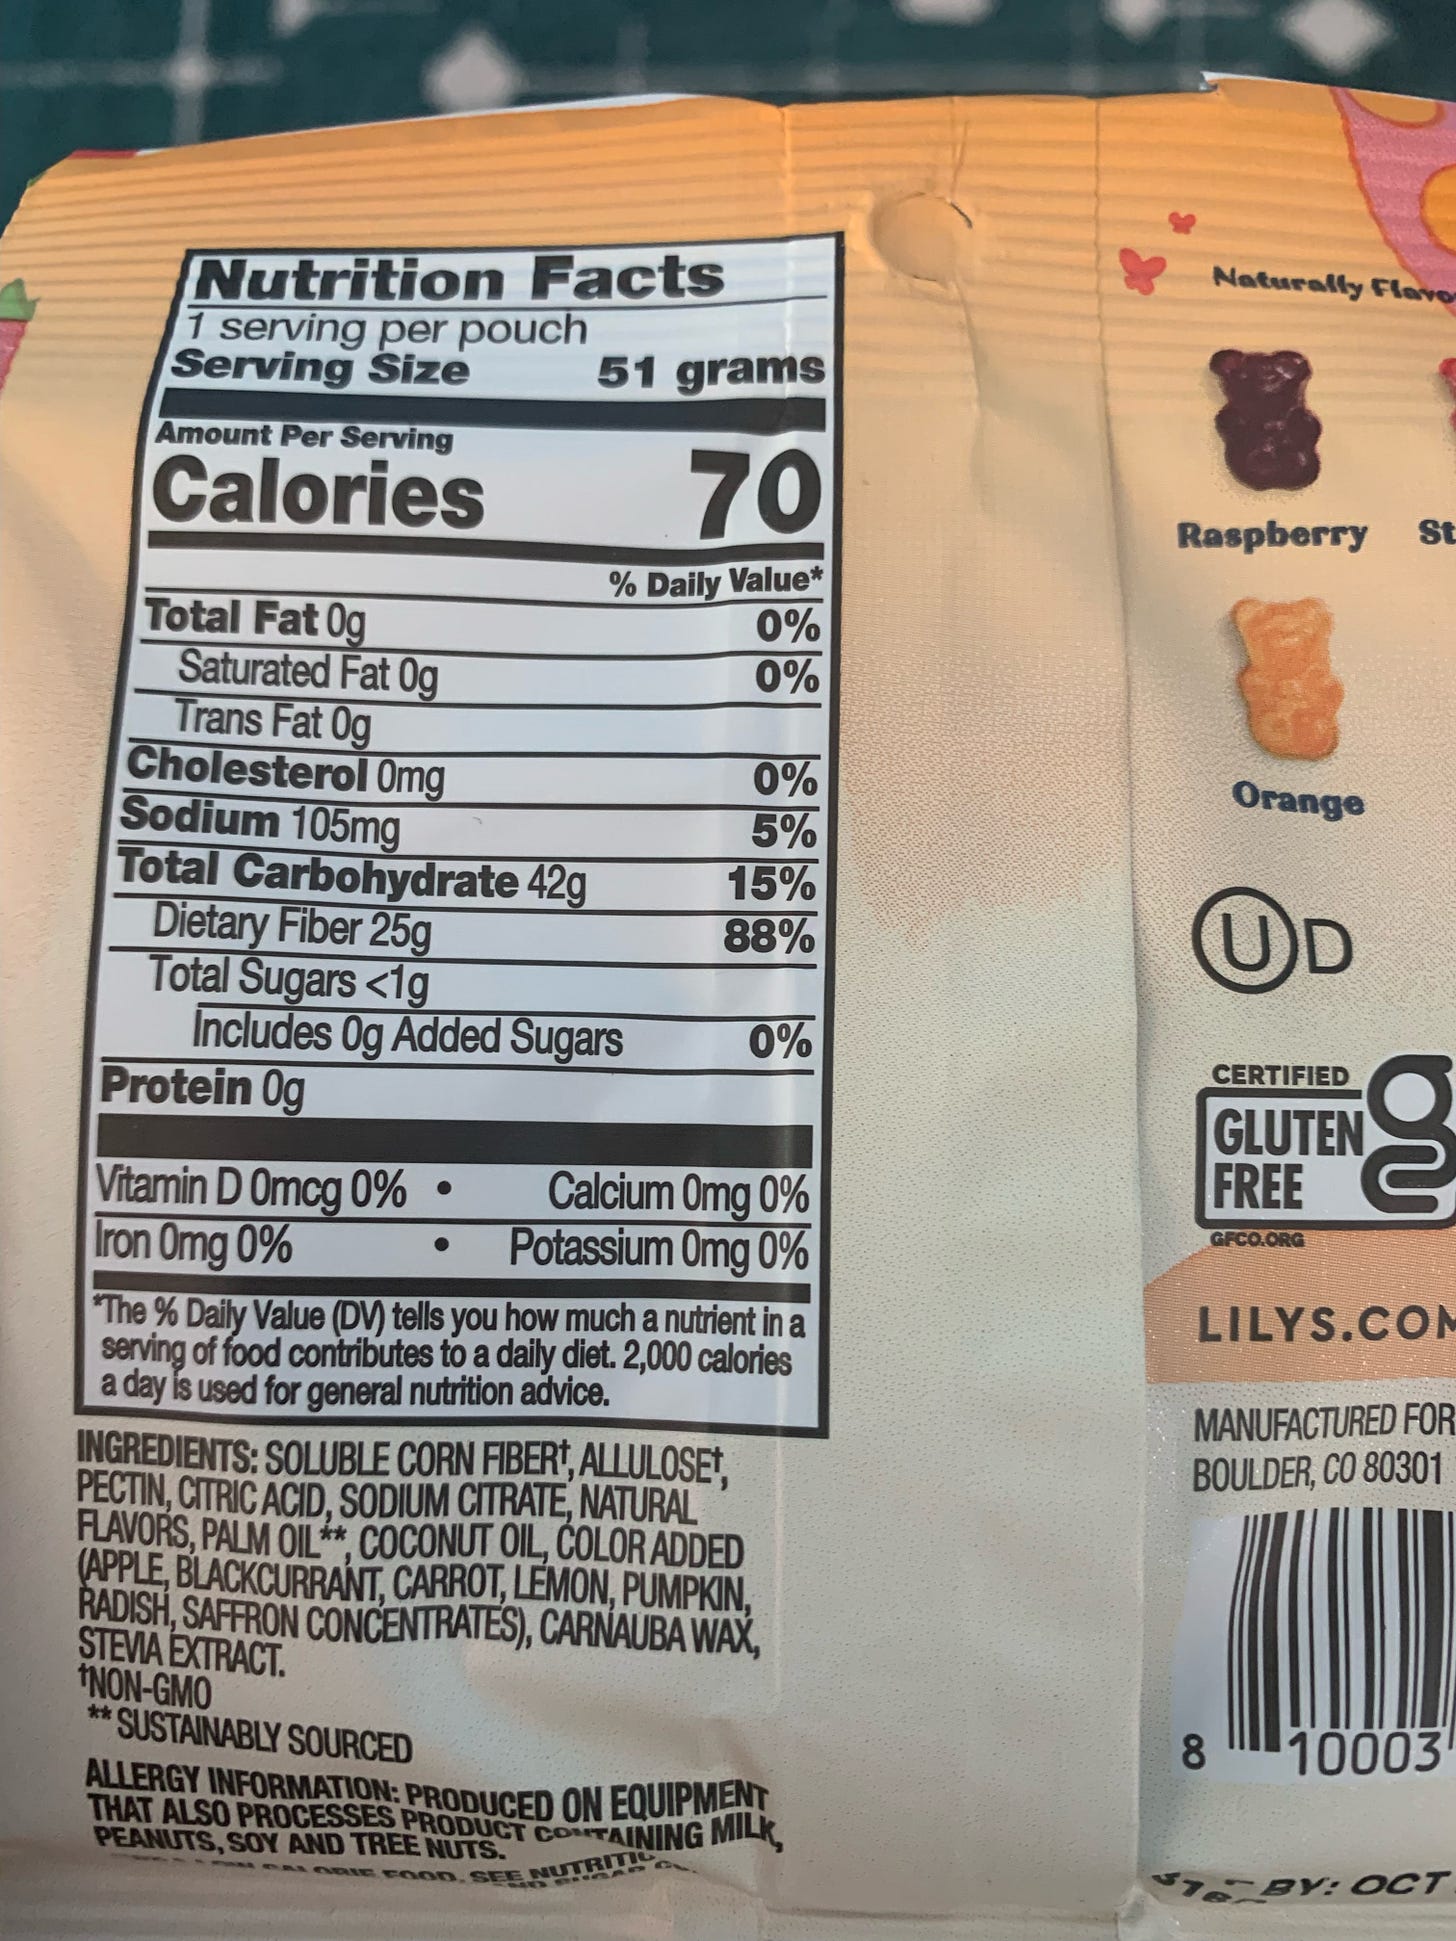 Nutrition Facts
1 serving per pouch
Serving Size 51 grams
Amount Per Serving
Calories 70
% Daily Value*
Total Fat 0g 0%
Saturated Fat 0g 0%
Trans Fat 0g
Cholesterol 0mg 0%
Sodium 105mg 5%
Total Carbohydrate 42g 15%
Dietary Fiber 25g 88%
Total Sugars <1g
Includes 0g Added Sugars 0%
Protein 0g
Vitamin D 0mcg 0% • Calcium 0mg 0%
Iron 0mg 0% • Potassium 0mg 0%
*The % Daily Value (DV) tells you how much a nutrient in a
serving of food contributes to a daily diet. 2,000 calories
a day is used for general nutrition advice.
INGREDIENTS: SOLUBLE CORN FIBER†, ALLULOSE†,
PECTIN, CITRIC ACID, SODIUM CITRATE, NATURAL
FLAVORS, PALM OIL**, COCONUT OIL, COLOR ADDED
(APPLE, BLACKCURRANT, CARROT, LEMON, PUMPKIN,
RADISH, SAFFRON CONCENTRATES), CARNAUBA WAX,
STEVIA EXTRACT.
†NON-GMO
** SUSTAINABLY SOURCED
ALLERGY INFORMATION: PRODUCED ON EQUIPMENT
THAT ALSO PROCESSES PRODUCT CONTAINING MILK,
PEANUTS, SOY AND TREE NUTS.
CALORIE FOOD. SEE
Naturally Flavo
Raspberry St
Orange
U D
CERTIFIED
GLUTEN
FREE
GFCO.ORG
LILYS.COM
MANUFACTURED FOR
BOULDER, CO 80301
8 10003
BY: OCT